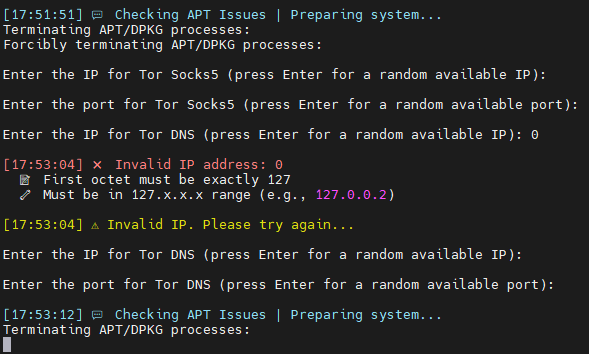 [17:51:51] 💬 Checking APT Issues | Preparing system...
Terminating APT/DPKG processes:
Forcibly terminating APT/DPKG processes:
Enter the IP for Tor Socks5 (press Enter for a random available IP):
Enter the port for Tor Socks5 (press Enter for a random available port):
Enter the IP for Tor DNS (press Enter for a random available IP): 0
[17:53:04] ❌ Invalid IP address: 0
📝 First octet must be exactly 127
🔗 Must be in 127.x.x.x range (e.g., 127.0.0.2)
[17:53:04] ⚠ Invalid IP. Please try again...
Enter the IP for Tor DNS (press Enter for a random available IP):
Enter the port for Tor DNS (press Enter for a random available port):
[17:53:12] 💬 Checking APT Issues | Preparing system...
Terminating APT/DPKG processes: